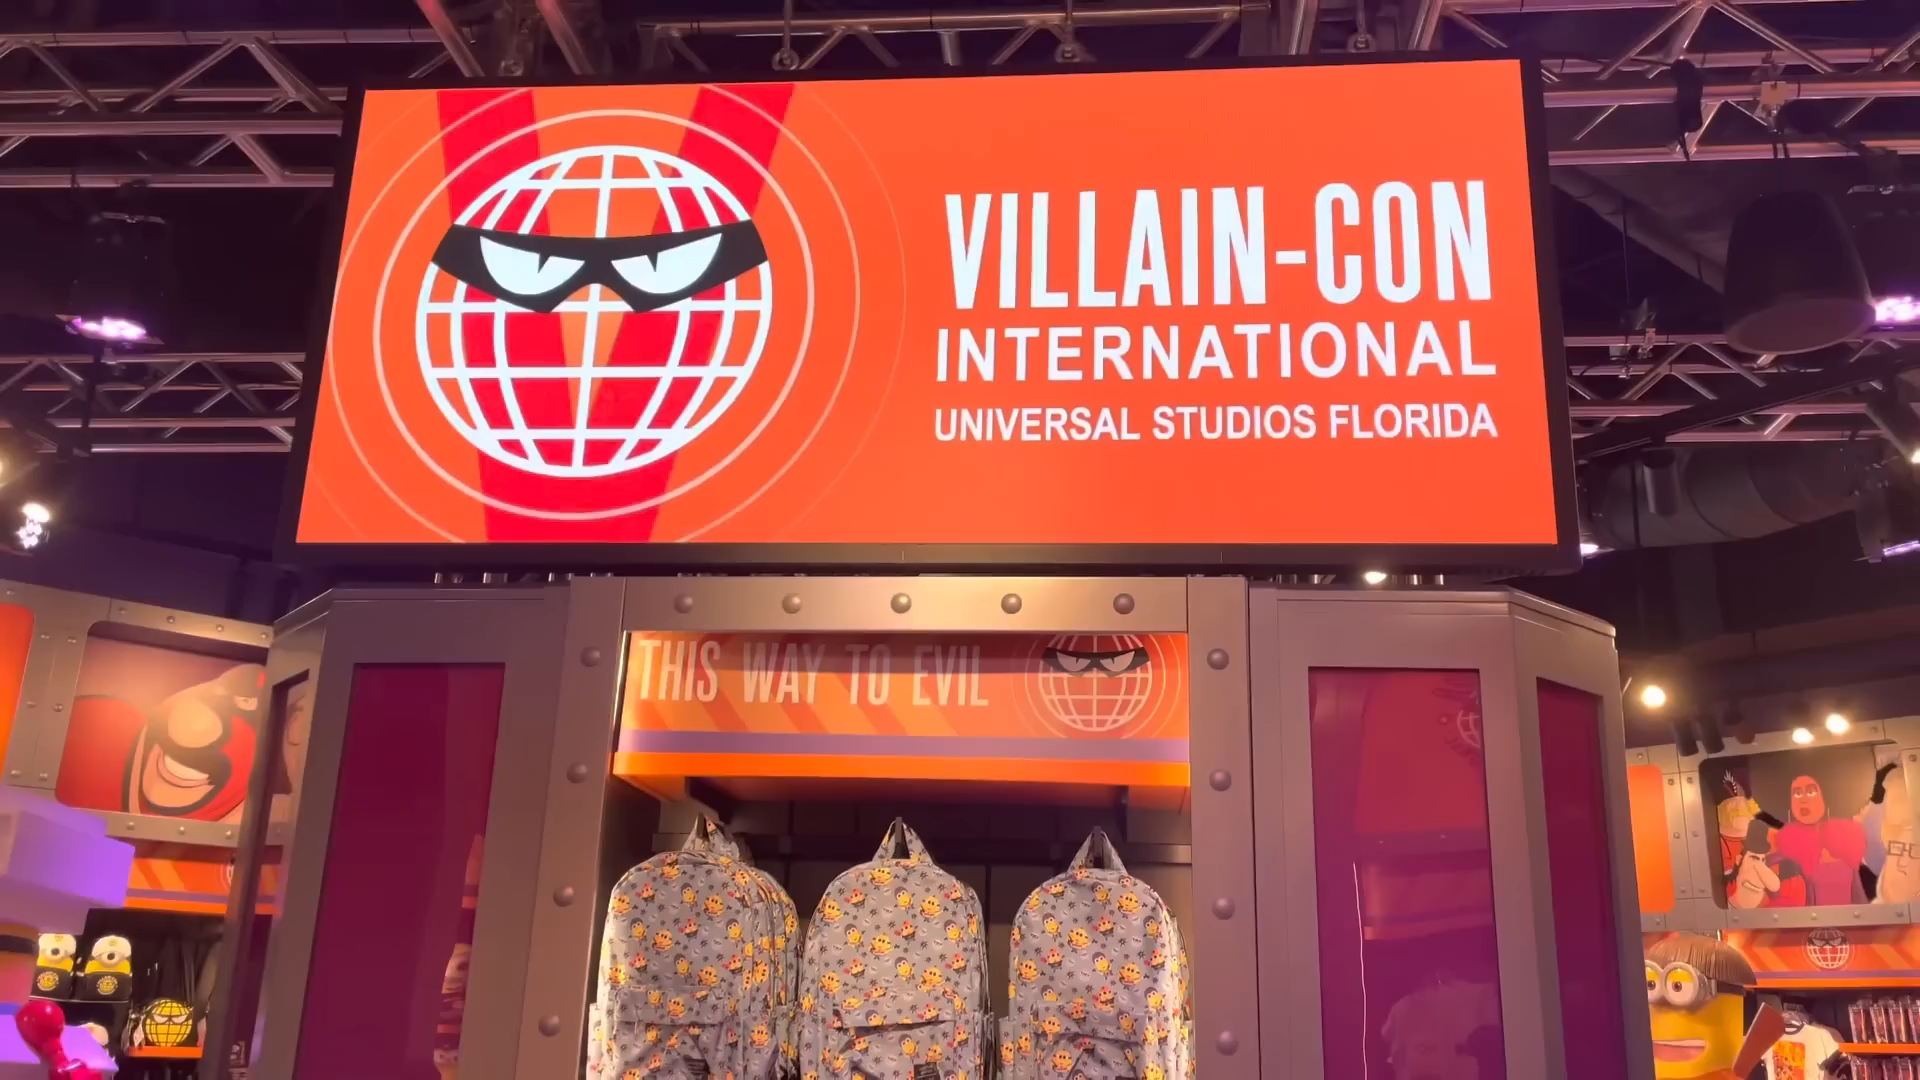 VILLAIN-CON
INTERNATIONAL
UNIVERSAL STUDIOS FLORIDA
THIS WAY TO EVIL